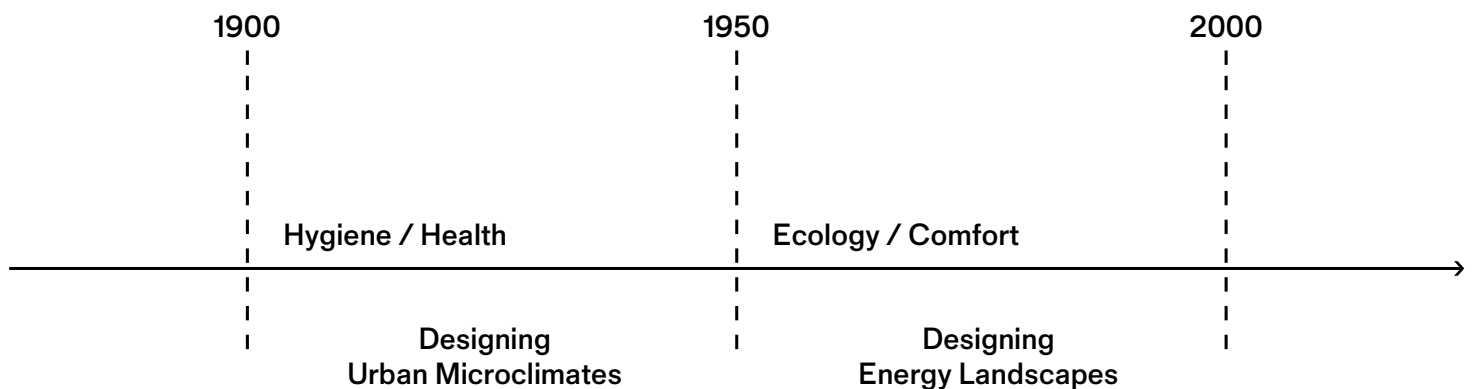 1900 1950 2000
Hygiene / Health Ecology / Comfort
Designing Designing
Urban Microclimates Energy Landscapes